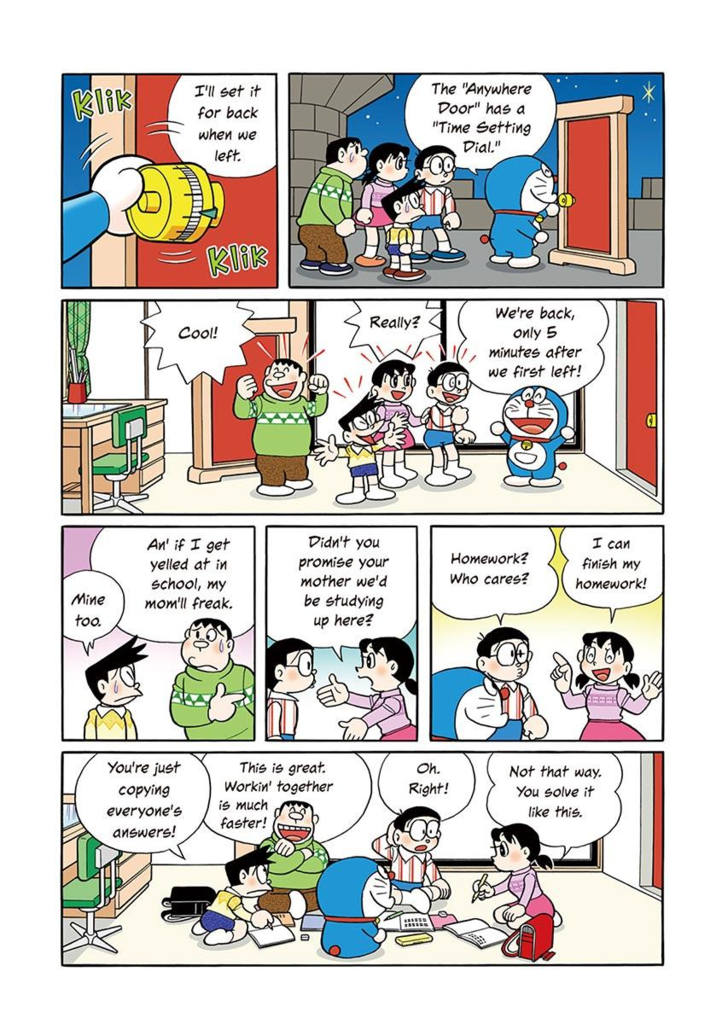 The "Anywhere
Door" has a
"Time Setting
Dial."
I'll set it
for back
when we
left.
Klik
Klik
We're back,
only 5
minutes after
we first left!
Really?
Cool!
I can
finish my
homework!
Homework?
Who cares?
Didn't you
promise your
mother we'd
be studying
up here?
An' if I get
yelled at in
school, my
mom'll freak.
Mine
too.
Not that way.
You solve it
like this.
Oh.
Right!
This is great.
Workin' together
is much
faster!
You're just
copying
everyone's
answers!